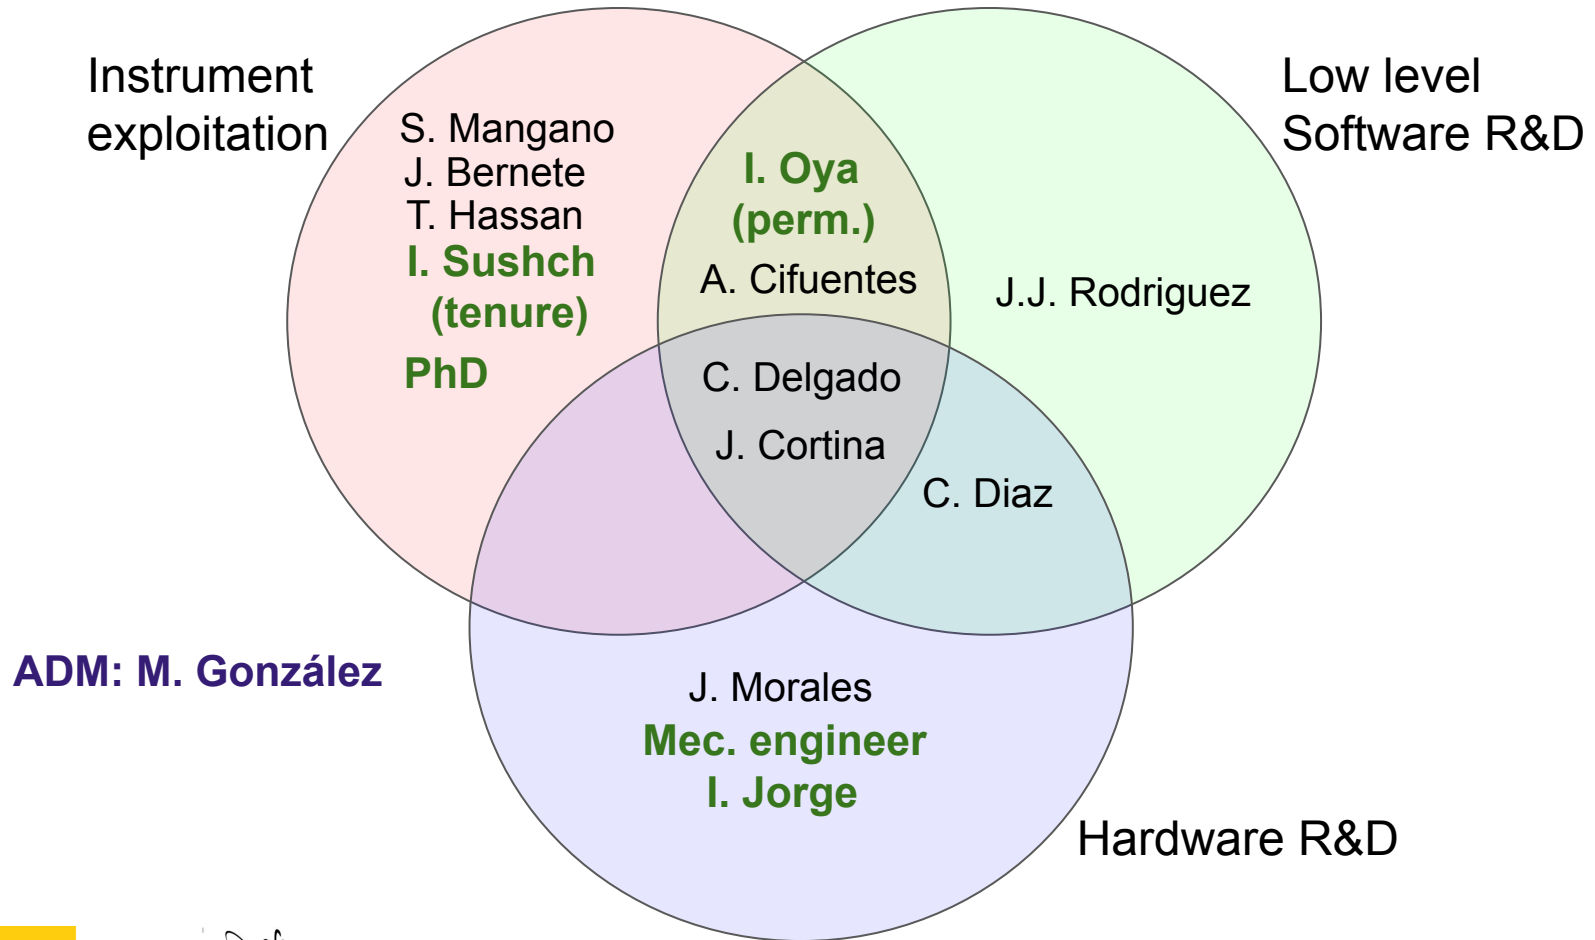 Instrument
exploitation
S. Mangano
J. Bernete
T. Hassan
I. Sushch
(tenure)
PhD
I. Oya
(perm.)
A. Cifuentes
Low level
Software R&D
J.J. Rodriguez
C. Delgado
J. Cortina
C. Diaz
ADM: M. González
J. Morales
Mec. engineer
I. Jorge
Hardware R&D